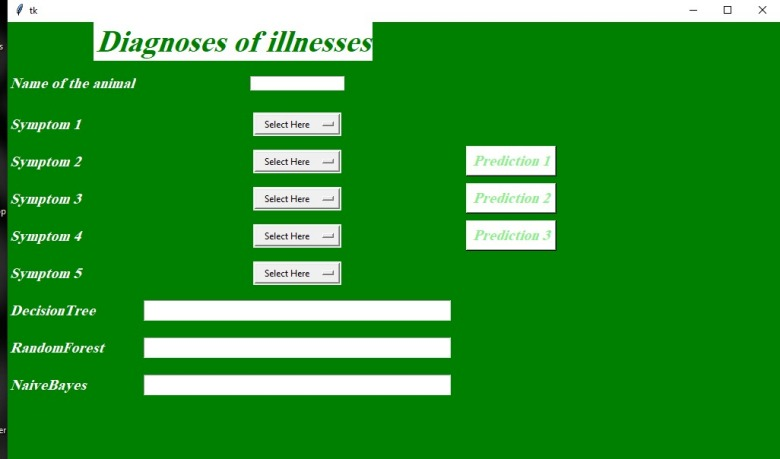 tk
Diagnoses of illnesses
Name of the animal
Symptom 1 Select Here
Symptom 2 Select Here Prediction 1
Symptom 3 Select Here Prediction 2
Symptom 4 Select Here Prediction 3
Symptom 5 Select Here
DecisionTree
RandomForest
NaiveBayes